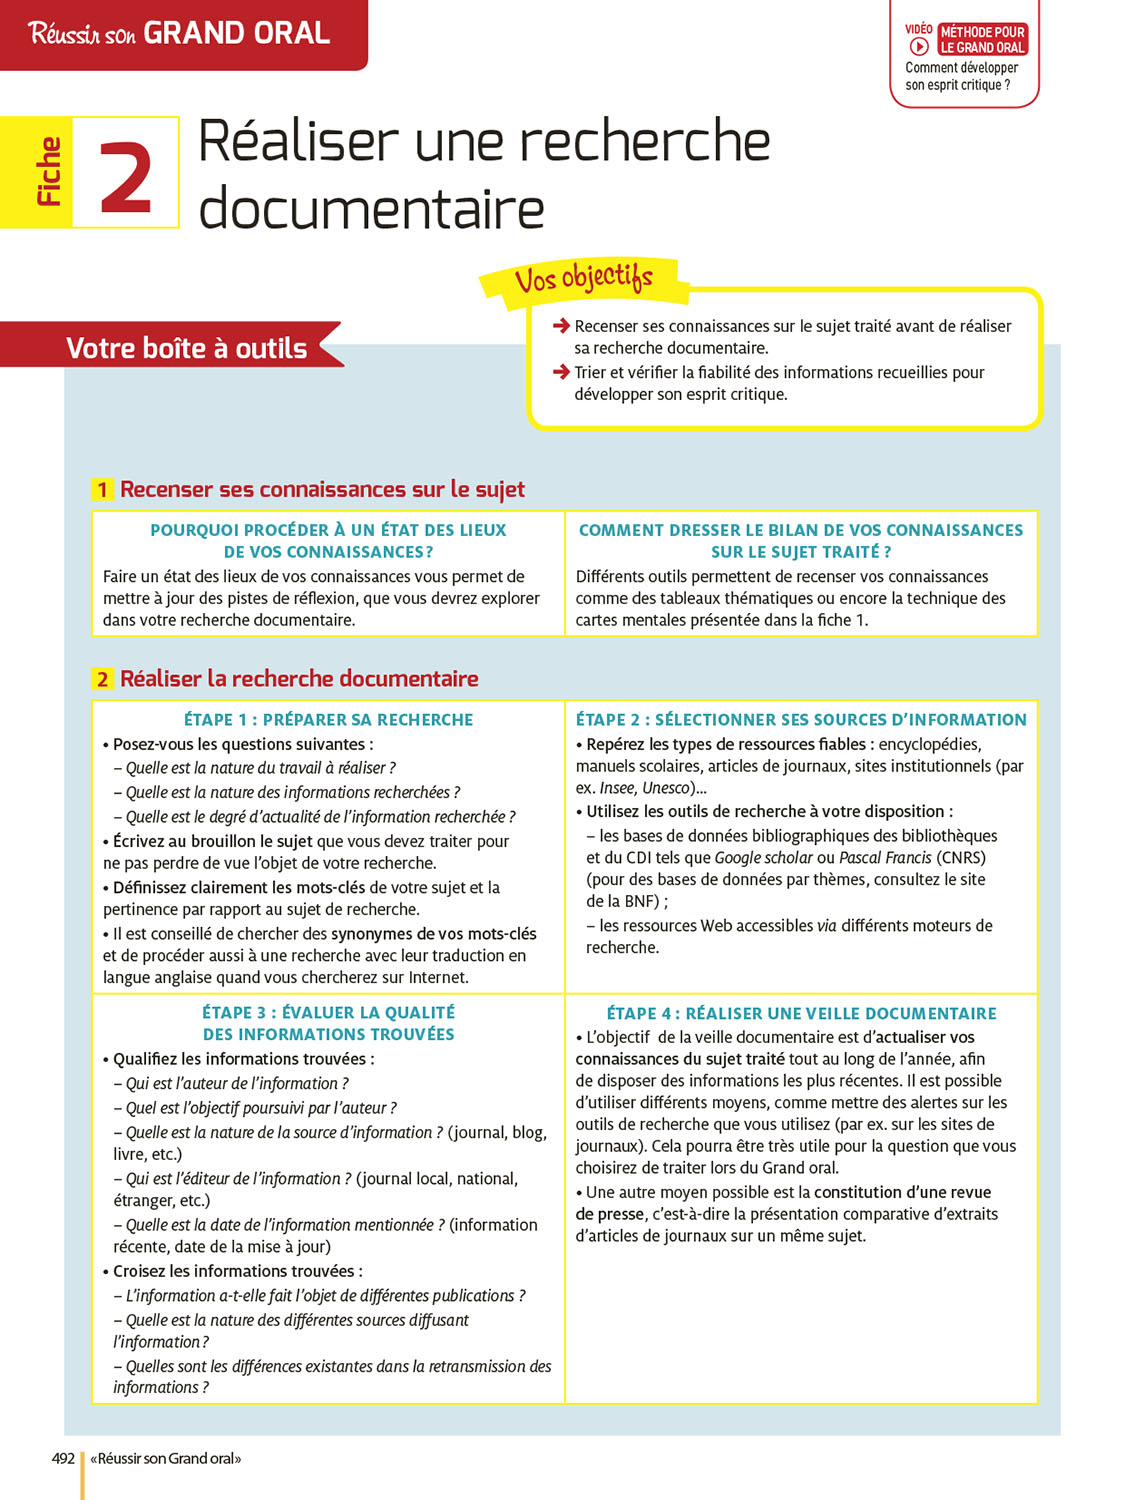 Réussir son GRAND ORAL
VIDÉO
MÉTHODE POUR
LE GRAND ORAL
Comment développer
son esprit critique ?
Fiche
2
Réaliser une recherche
documentaire
Vos objectifs
➔ Recenser ses connaissances sur le sujet traité avant de réaliser
sa recherche documentaire.
➔ Trier et vérifier la fiabilité des informations recueillies pour
développer son esprit critique.
Votre boîte à outils
1 Recenser ses connaissances sur le sujet
POURQUOI PROCÉDER À UN ÉTAT DES LIEUX
DE VOS CONNAISSANCES ?
Faire un état des lieux de vos connaissances vous permet de
mettre à jour des pistes de réflexion, que vous devrez explorer
dans votre recherche documentaire.
COMMENT DRESSER LE BILAN DE VOS CONNAISSANCES
SUR LE SUJET TRAITÉ ?
Différents outils permettent de recenser vos connaissances
comme des tableaux thématiques ou encore la technique des
cartes mentales présentée dans la fiche 1.
2 Réaliser la recherche documentaire
ÉTAPE 1 : PRÉPARER SA RECHERCHE
• Posez-vous les questions suivantes :
– Quelle est la nature du travail à réaliser ?
– Quelle est la nature des informations recherchées ?
– Quelle est le degré d'actualité de l'information recherchée ?
• Écrivez au brouillon le sujet que vous devez traiter pour
ne pas perdre de vue l'objet de votre recherche.
• Définissez clairement les mots-clés de votre sujet et la
pertinence par rapport au sujet de recherche.
• Il est conseillé de chercher des synonymes de vos mots-clés
et de procéder aussi à une recherche avec leur traduction en
langue anglaise quand vous chercherez sur Internet.
ÉTAPE 2 : SÉLECTIONNER SES SOURCES D'INFORMATION
• Repérez les types de ressources fiables : encyclopédies,
manuels scolaires, articles de journaux, sites institutionnels (par
ex. Insee, Unesco)...
• Utilisez les outils de recherche à votre disposition :
– les bases de données bibliographiques des bibliothèques
et du CDI tels que Google scholar ou Pascal Francis (CNRS)
(pour des bases de données par thèmes, consultez le site
de la BNF) ;
– les ressources Web accessibles via différents moteurs de
recherche.
ÉTAPE 3 : ÉVALUER LA QUALITÉ
DES INFORMATIONS TROUVÉES
• Qualifiez les informations trouvées :
– Qui est l'auteur de l'information ?
– Quel est l'objectif poursuivi par l'auteur ?
– Quelle est la nature de la source d'information ? (journal, blog,
livre, etc.)
– Qui est l'éditeur de l'information ? (journal local, national,
étranger, etc.)
– Quelle est la date de l'information mentionnée ? (information
récente, date de la mise à jour)
• Croisez les informations trouvées :
– L'information a-t-elle fait l'objet de différentes publications ?
– Quelle est la nature des différentes sources diffusant
l'information ?
– Quelles sont les différences existantes dans la retransmission des
informations ?
ÉTAPE 4 : RÉALISER UNE VEILLE DOCUMENTAIRE
• L'objectif de la veille documentaire est d'actualiser vos
connaissances du sujet traité tout au long de l'année, afin
de disposer des informations les plus récentes. Il est possible
d'utiliser différents moyens, comme mettre des alertes sur les
outils de recherche que vous utilisez (par ex. sur les sites de
journaux). Cela pourra être très utile pour la question que vous
choisirez de traiter lors du Grand oral.
• Une autre moyen possible est la constitution d'une revue
de presse, c'est-à-dire la présentation comparative d'extraits
d'articles de journaux sur un même sujet.
492 «Réussir son Grand oral»